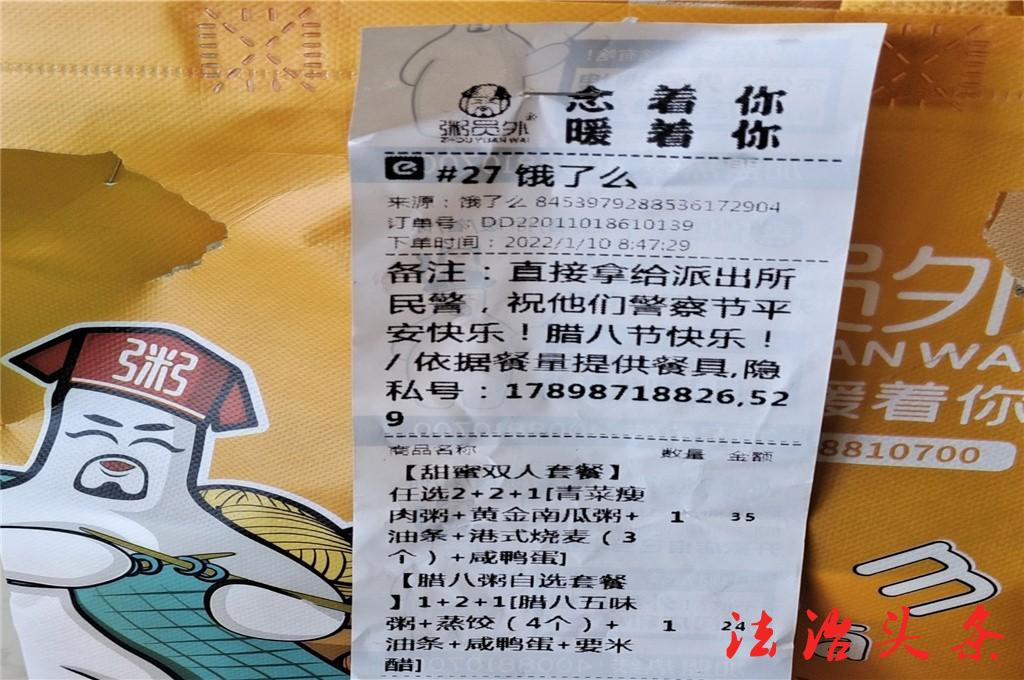 粥员外
ZHOUYUANWAI
念着你
暖着你
#27 饿了么
来源：饿了么 8453979288536172904
订单号：DD22011018610139
下单时间：2022/1/10 8:47:29
备注：直接拿给派出所
民警，祝他们警察节平
安快乐！腊八节快乐！
/依据餐量提供餐具,隐
私号：17898718826,52
9
商品名称 数量 金额
【甜蜜双人套餐】
任选2+2+1[青菜瘦
肉粥+黄金南瓜粥+ 1 35
油条+港式烧麦（3
个）+咸鸭蛋]
【腊八粥自选套餐
】1+2+1[腊八五味
粥+蒸饺（4个）+ 1 24
油条+咸鸭蛋+要米
醋]
粥
员外
AN WA
暖着你
8810700
法治头条